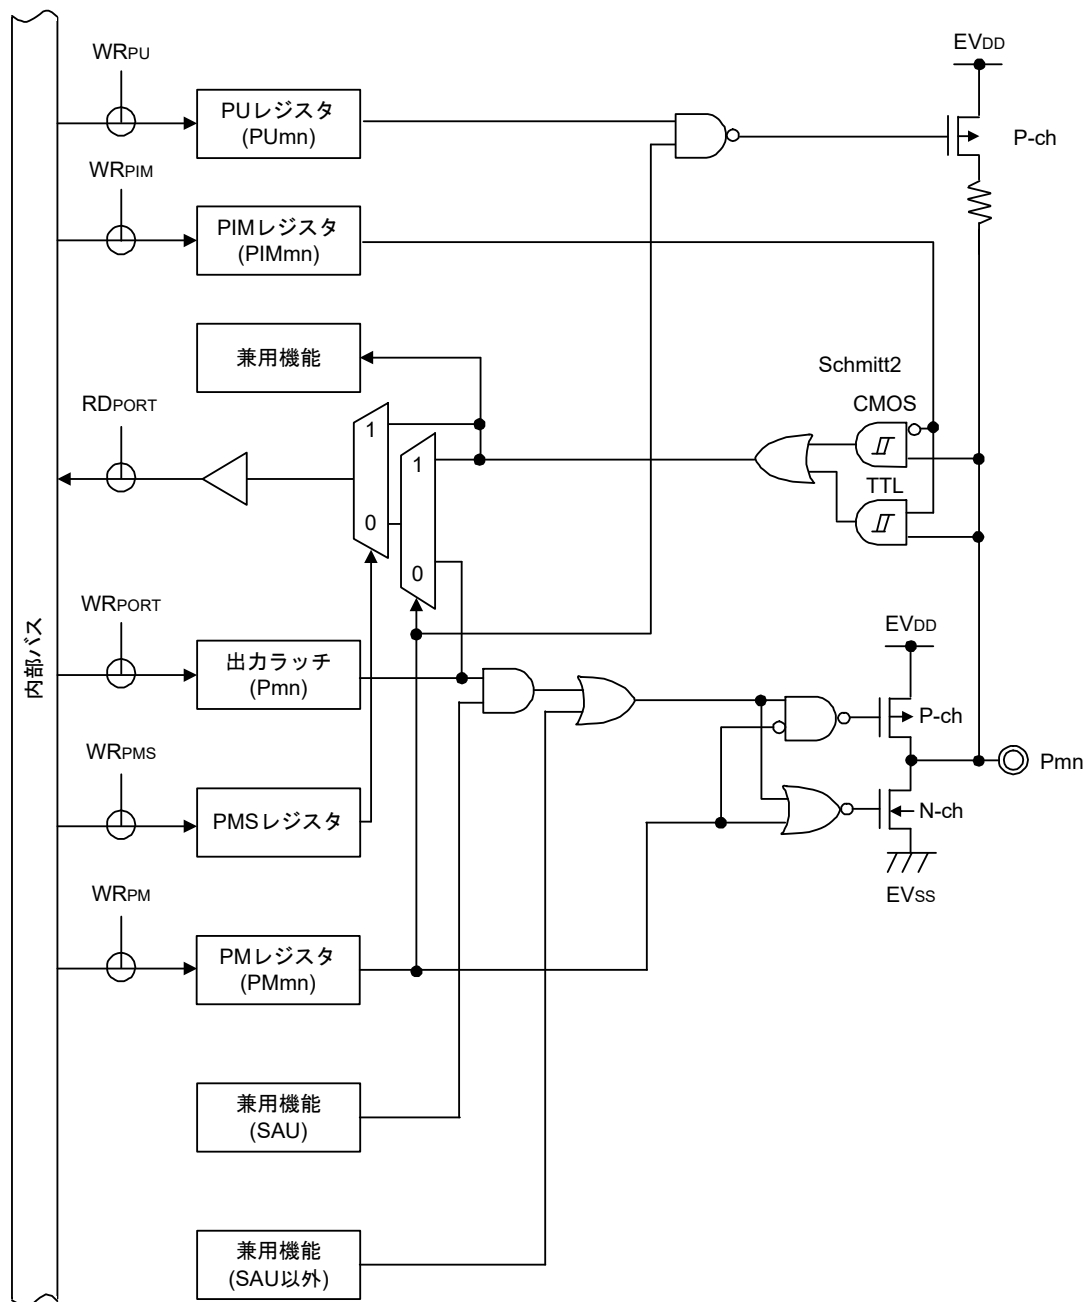 WRPU
EVDD
PUレジスタ
(PUmn)
P-ch
WRPIM
PIMレジスタ
(PIMmn)
兼用機能
Schmitt2
RDPORT
CMOS
1
1
TTL
0
0
WRPORT
EVDD
内部バス
出力ラッチ
(Pmn)
P-ch
WRPMS
Pmn
PMSレジスタ
N-ch
WRPM
EVSS
PMレジスタ
(PMmn)
兼用機能
(SAU)
兼用機能
(SAU以外)